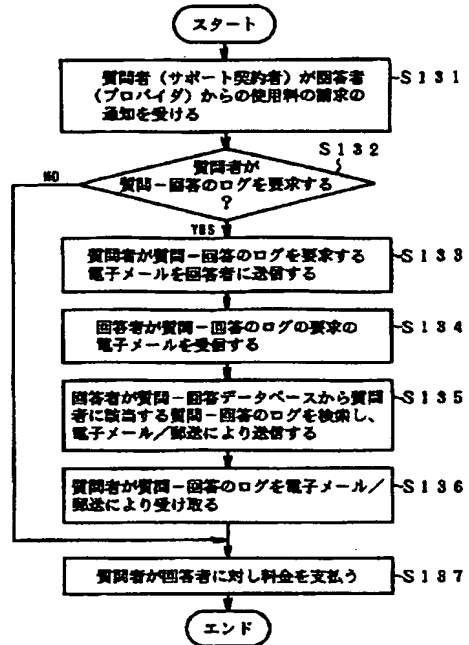 スタート
質問者(サポート契約者)が回答者
(プロバイダ)からの使用料の請求の
通知を受ける
S131
質問者が
質問-回答のログを要求する
?
S132
NO
YES
質問者が質問-回答のログを要求する
電子メールを回答者に送信する
S133
回答者が質問-回答のログの要求の
電子メールを受信する
S134
回答者が質問-回答データベースから質問
者に該当する質問-回答のログを検索し、
電子メール/郵送により送信する
S135
質問者が質問-回答のログを電子メール/
郵送により受け取る
S136
質問者が回答者に対し料金を支払う
S137
エンド